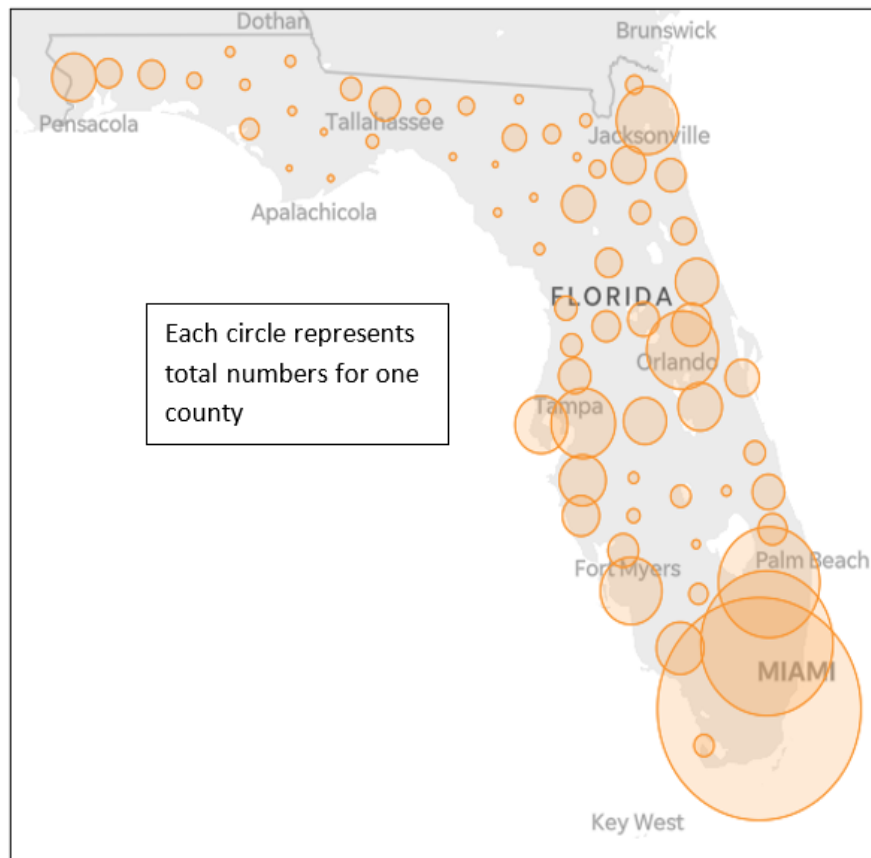 Dothan
Brunswick
Pensacola
Tallahassee
Jacksonville
Apalachicola
FLORIDA
Each circle represents
total numbers for one
county
Orlando
Tampa
Palm Beach
Fort Myers
MIAMI
Key West